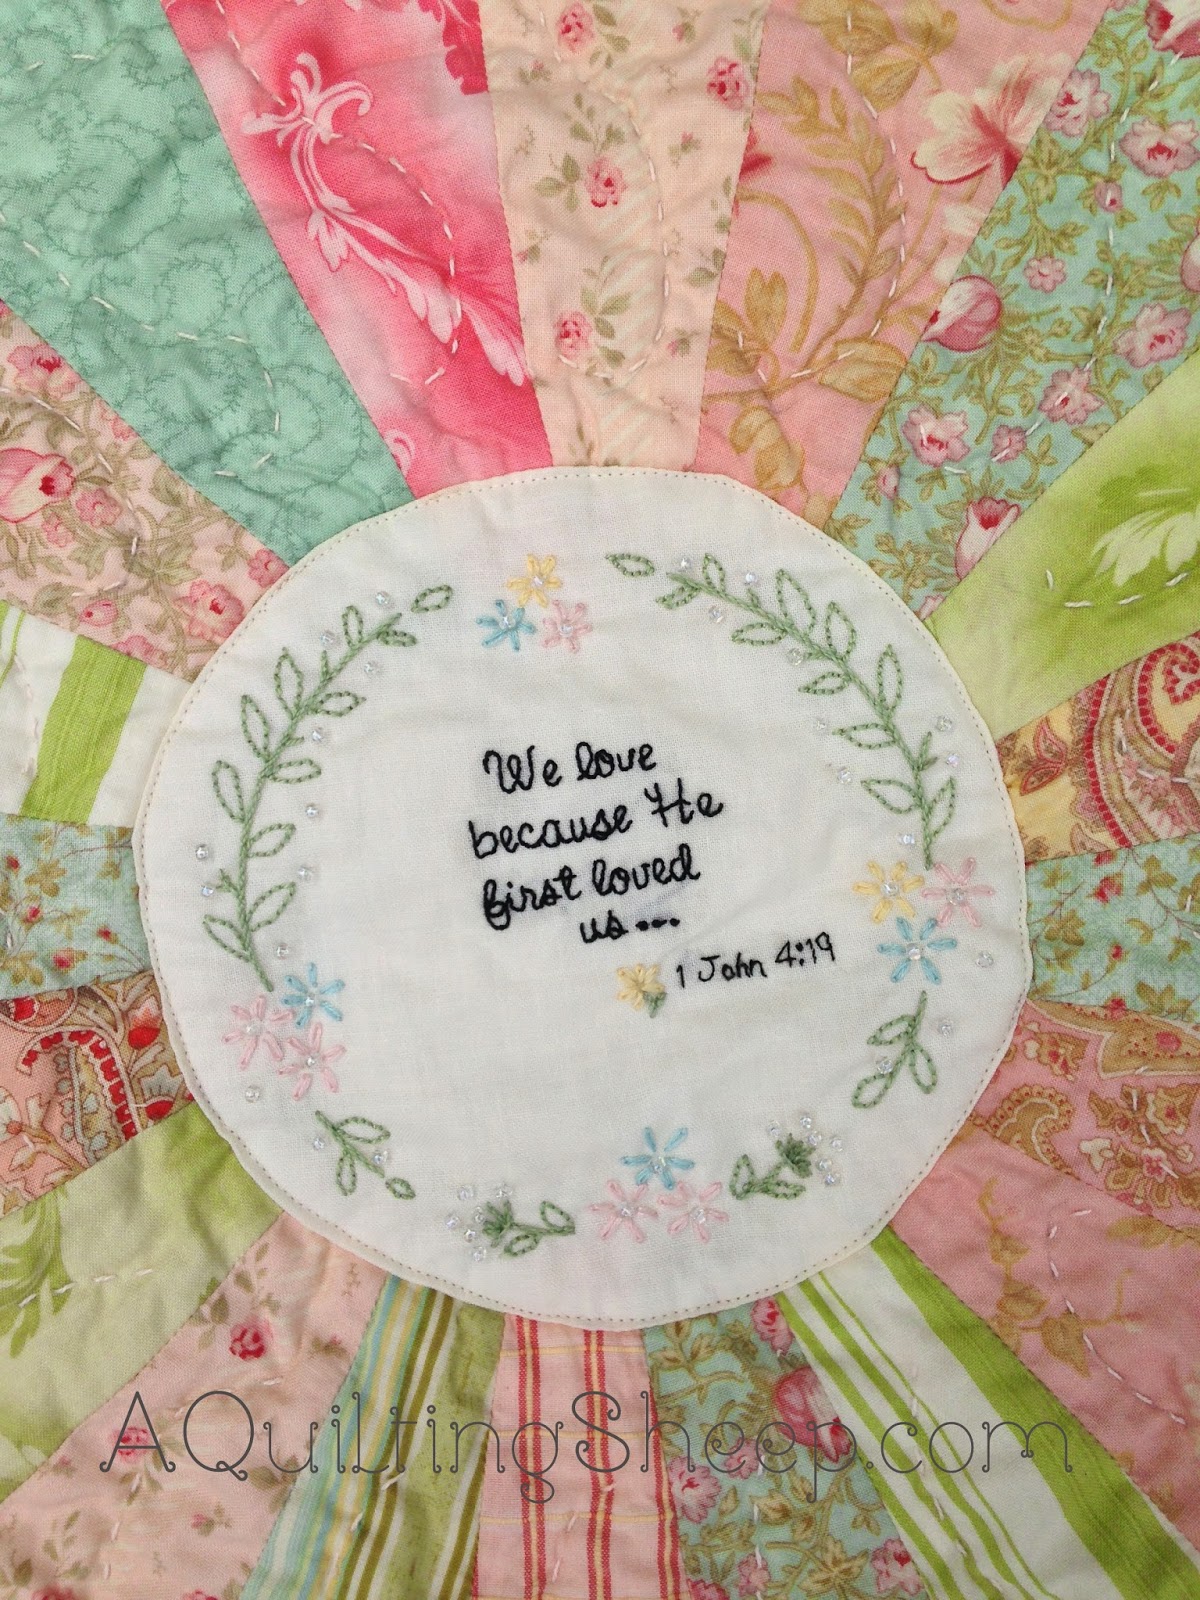 We love
because He
first loved
us...
1 John 4:19
AQuiltingSheep.com